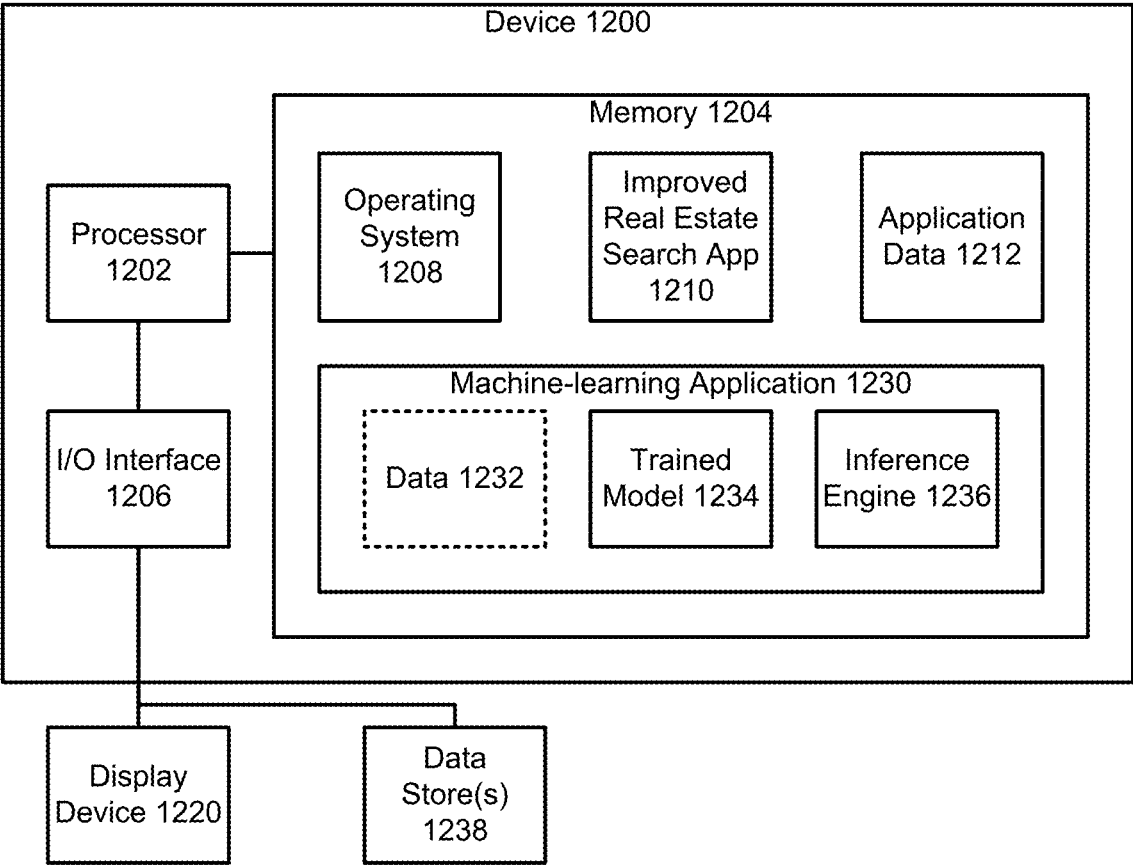 Device 1200
Memory 1204
Processor
1202
Operating
System
1208
Improved
Real Estate
Search App
1210
Application
Data 1212
Machine-learning Application 1230
I/O Interface
1206
Data 1232
Trained
Model 1234
Inference
Engine 1236
Display
Device 1220
Data
Store(s)
1238